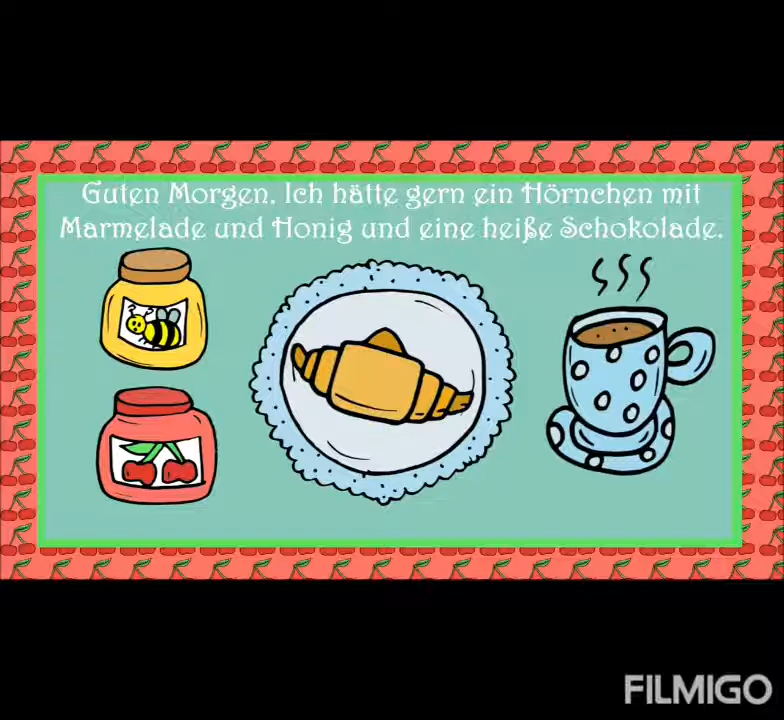 Guten Morgen. Ich hätte gern ein Hörnchen mit
Marmelade und Honig und eine heiße Schokolade.
FILMIGO